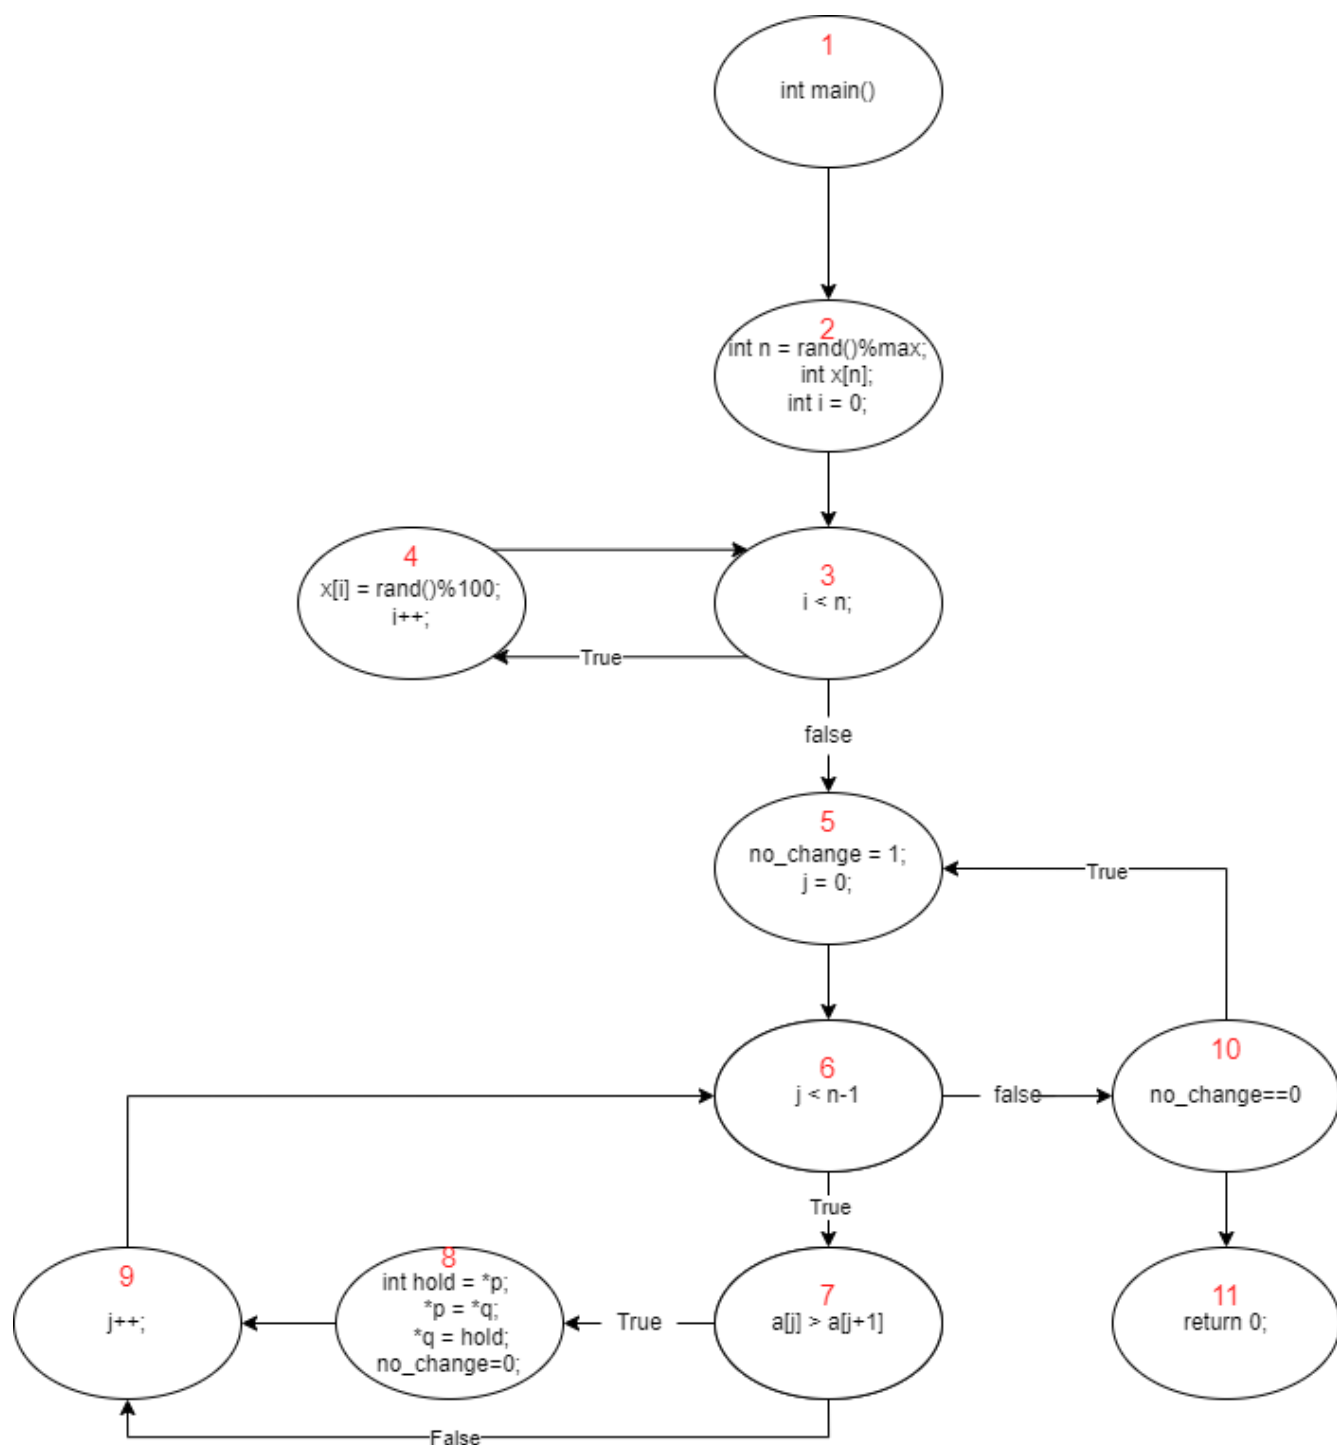 1
int main()
2
int n = rand()%max;
int x[n];
int i = 0;
4
x[i] = rand()%100;
i++;
3
i < n;
True
false
5
no_change = 1;
j = 0;
True
6
j < n-1
false
10
no_change==0
True
9
j++;
8
int hold = *p;
*p = *q;
*q = hold;
no_change=0;
True
7
a[j] > a[j+1]
11
return 0;
False